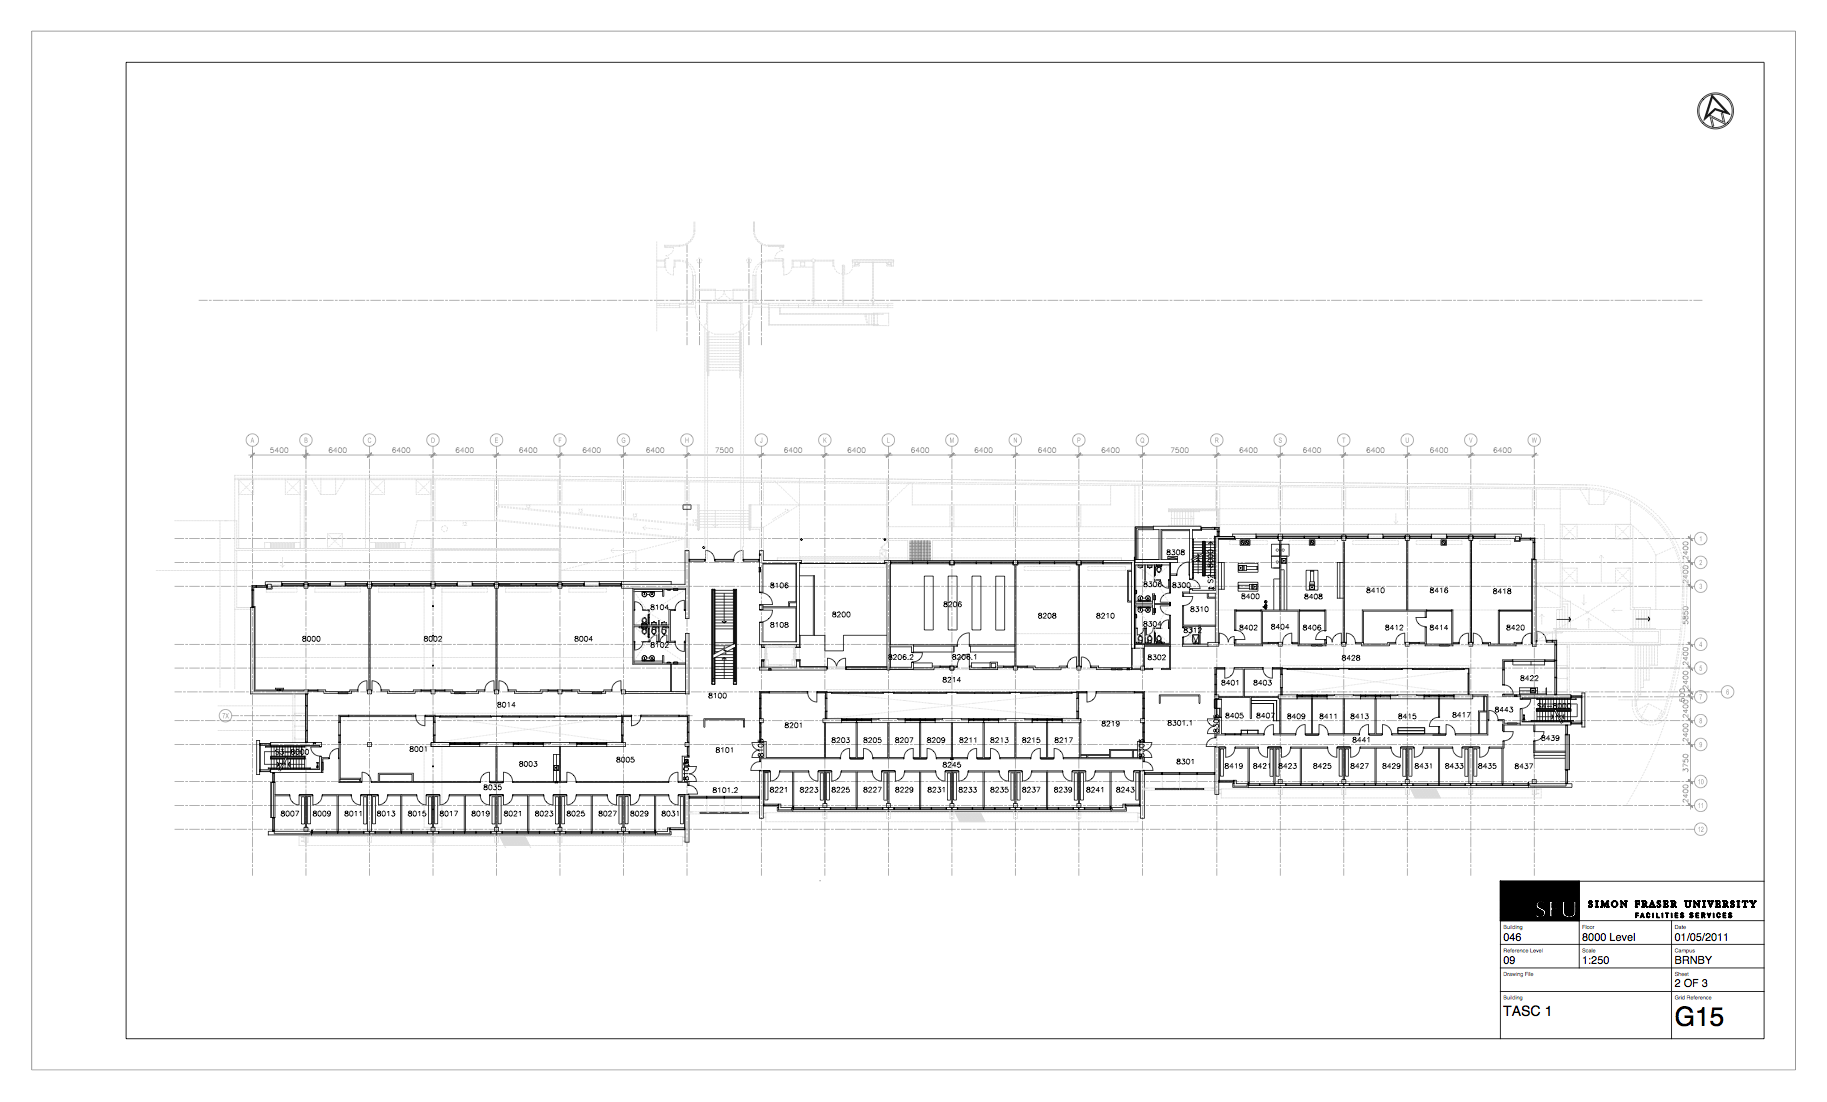 A B C D E F G H J K L M N P Q R S T U V W
5400 6400 6400 6400 6400 6400 6400 7500 6400 6400 6400 6400 6400 6400 7500 6400 6400 6400 6400 6400
1
2400
2
2400
3
5850
4
2400
5
2400
6
7
7X
2400
8
2400
9
3750
10
2400
11
12
8308
8306 8300
8106 8400 8408 8410 8416 8418
8104 8200 8206 8208 8210 8304 8310
8108 8312 8402 8404 8406 8412 8414 8420
8000 8002 8004 8102
8206.2 8206.1 8302 8428
8214 8401 8403 8422
8014 8100
8201 8219 8301.1 8405 8407 8409 8411 8413 8415 8417 8443
8203 8205 8207 8209 8211 8213 8215 8217 8441 8439
8001 8101
8003 8005 8245 8301
8419 8421 8423 8425 8427 8429 8431 8433 8435 8437
8035 8101.2 8221 8223 8225 8227 8229 8231 8233 8235 8237 8239 8241 8243
8007 8009 8011 8013 8015 8017 8019 8021 8023 8025 8027 8029 8031
SFU SIMON FRASER UNIVERSITY
FACILITIES SERVICES
Building Floor Date
046 8000 Level 01/05/2011
Reference Level Scale Campus
09 1:250 BRNBY
Drawing File Sheet
2 OF 3
Building Grid Reference
TASC 1 G15